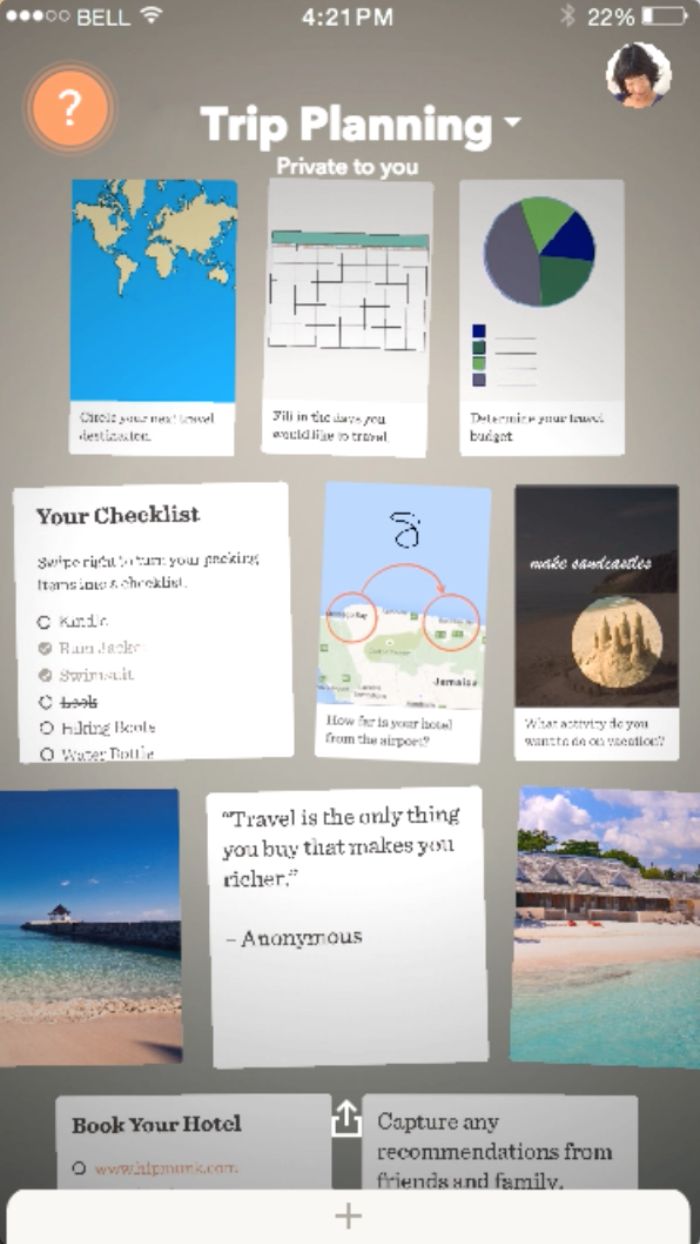 BELL
4:21PM
22%
?
Trip Planning
Private to you
Circle your next travel
destination.
Fill in the days you
would like to travel
Determine your travel
budget.
Your Checklist
Swipe right to turn your packing
items into a checklist.
Kindle
Rain Jacket
Swimsuit
Book
Hiking Boots
Water Bottle
Jamaica
How far is your hotel
from the airport?
make sandcastles
What activity do you
want to do on vacation?
“Travel is the only thing
you buy that makes you
richer.”
– Anonymous
Book Your Hotel
www.hipmunk.com
Capture any
recommendations from
friends and family.
+